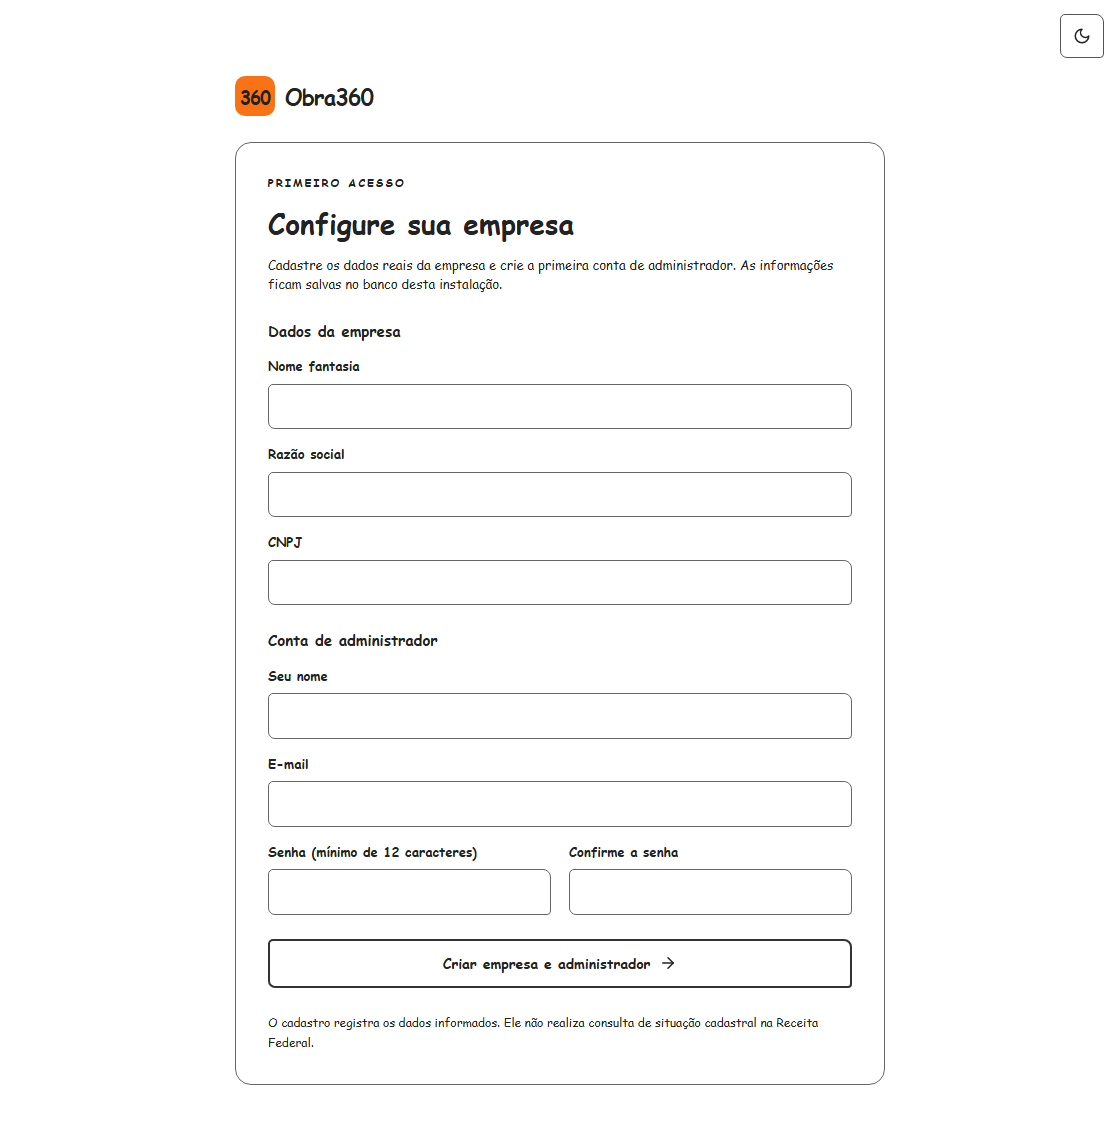 360 Obra360
PRIMEIRO ACESSO
Configure sua empresa
Cadastre os dados reais da empresa e crie a primeira conta de administrador. As informações
ficam salvas no banco desta instalação.
Dados da empresa
Nome fantasia
Razão social
CNPJ
Conta de administrador
Seu nome
E-mail
Senha (mínimo de 12 caracteres) Confirme a senha
Criar empresa e administrador →
O cadastro registra os dados informados. Ele não realiza consulta de situação cadastral na Receita
Federal.